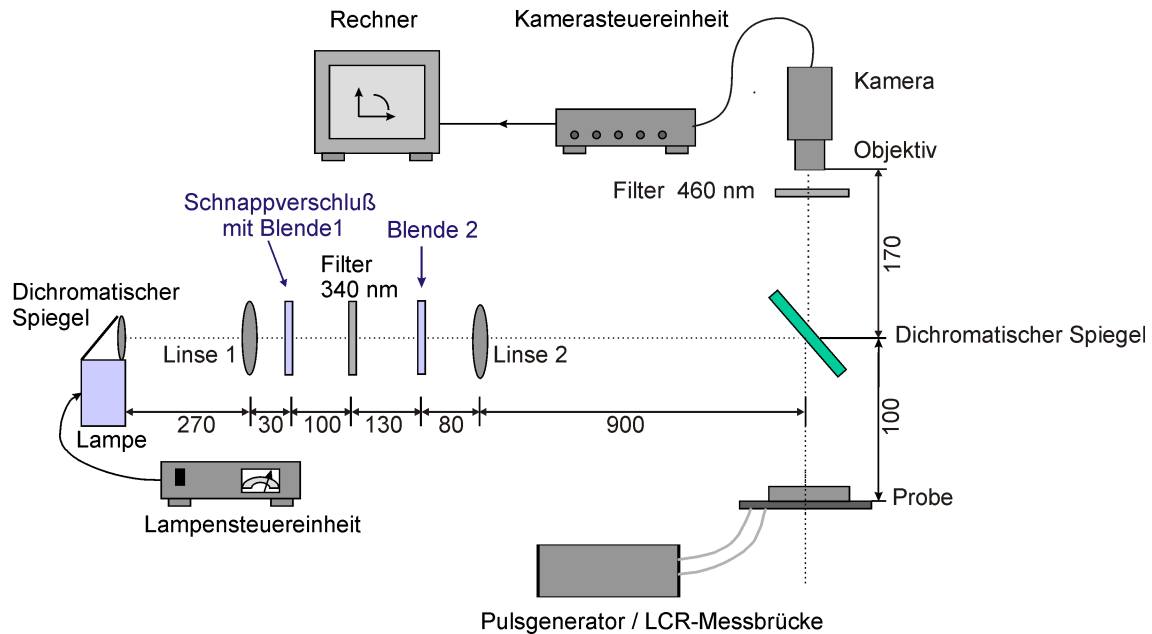 Rechner
Kamerasteuereinheit
Kamera
Objektiv
Filter 460 nm
Schnappverschluß
mit Blende1
Blende 2
Filter
340 nm
170
Dichromatischer
Spiegel
Linse 1
Linse 2
Dichromatischer Spiegel
270
30
100
130
80
900
100
Lampe
Probe
Lampensteuereinheit
Pulsgenerator / LCR-Messbrücke